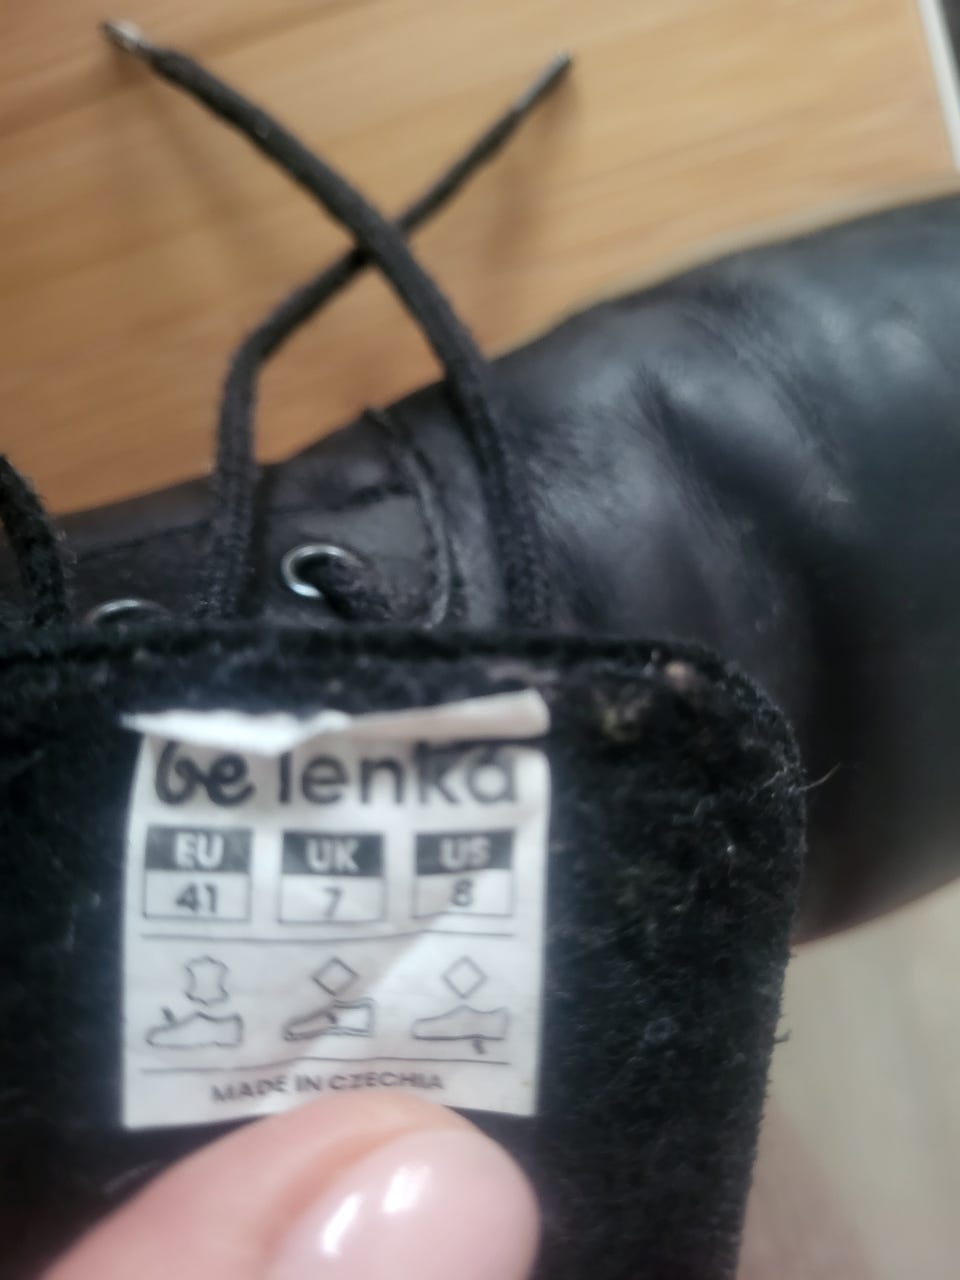 be lenka
EU UK US
41 7 8
MADE IN CZECHIA